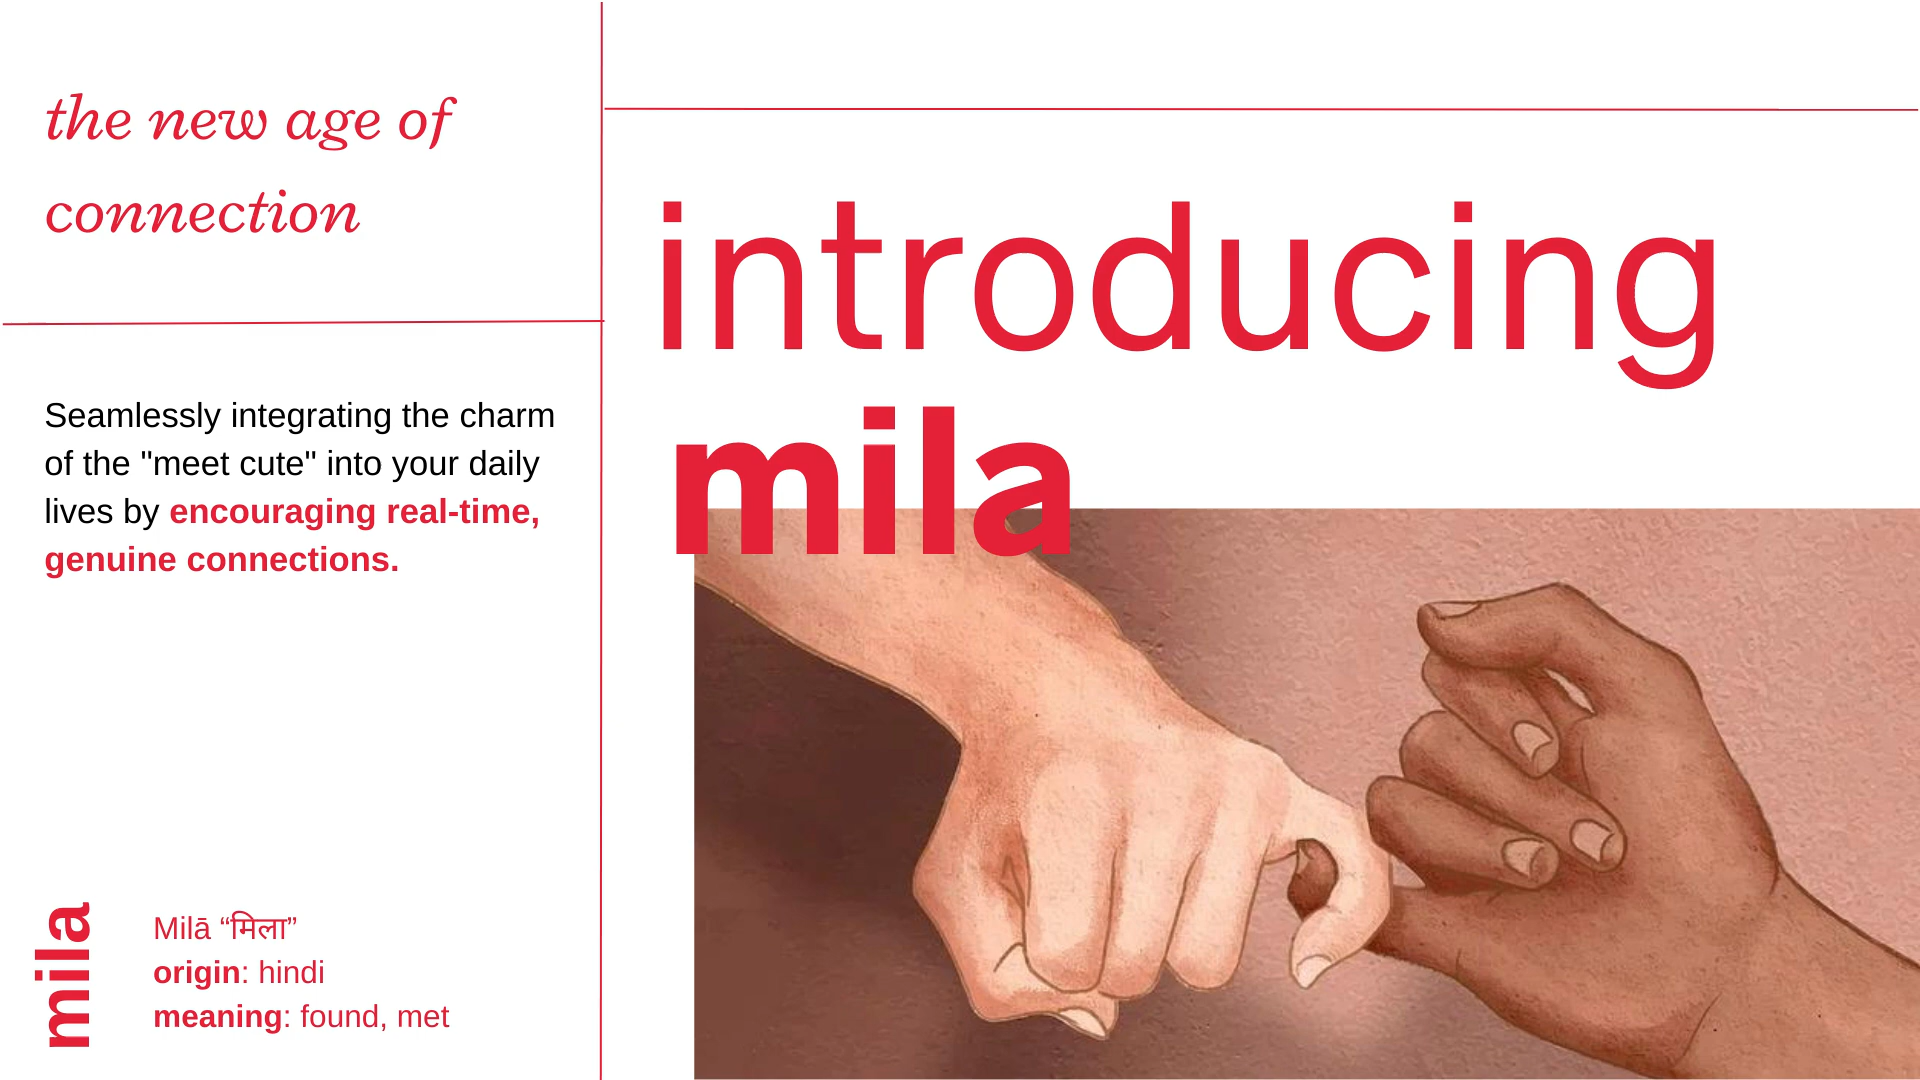 the new age of
connection
introducing
mila
Seamlessly integrating the charm
of the "meet cute" into your daily
lives by encouraging real-time,
genuine connections.
mila
Milā “मिला”
origin: hindi
meaning: found, met